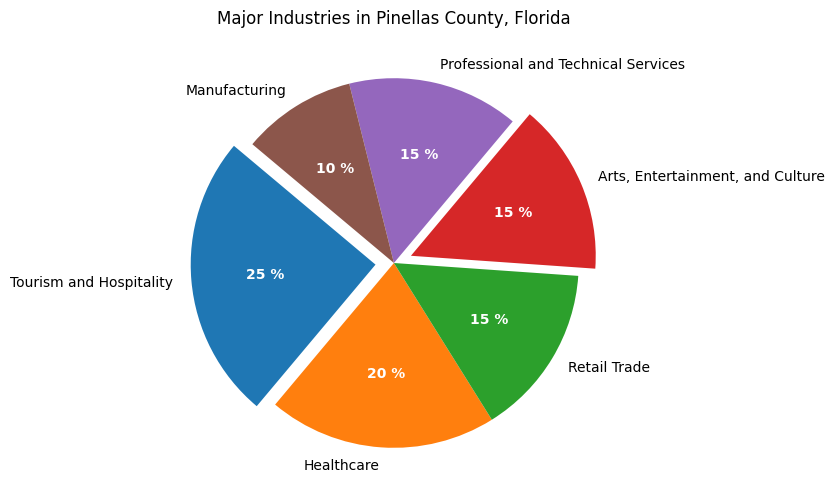 Major Industries in Pinellas County, Florida
Professional and Technical Services
Manufacturing
15 %
10 %
Arts, Entertainment, and Culture
15 %
Tourism and Hospitality
25 %
15 %
Retail Trade
20 %
Healthcare